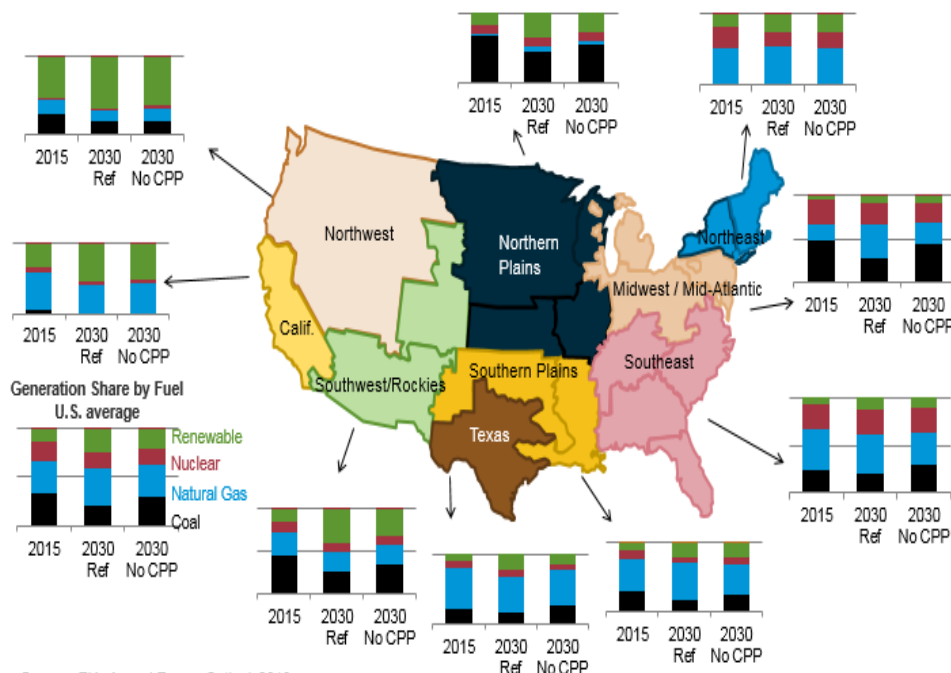 2015 2030 2030
Ref No CPP
2015 2030 2030
Ref No CPP
2015 2030 2030
Ref No CPP
Northwest
Northern
Plains
Northeast
2015 2030 2030
Ref No CPP
Midwest / Mid-Atlantic
2015 2030 2030
Ref No CPP
Calif.
Southwest/Rockies
Southern Plains
Southeast
Texas
Generation Share by Fuel
U.S. average
Renewable
Nuclear
Natural Gas
Coal
2015 2030 2030
Ref No CPP
2015 2030 2030
Ref No CPP
2015 2030 2030
Ref No CPP
2015 2030 2030
Ref No CPP
2015 2030 2030
Ref No CPP